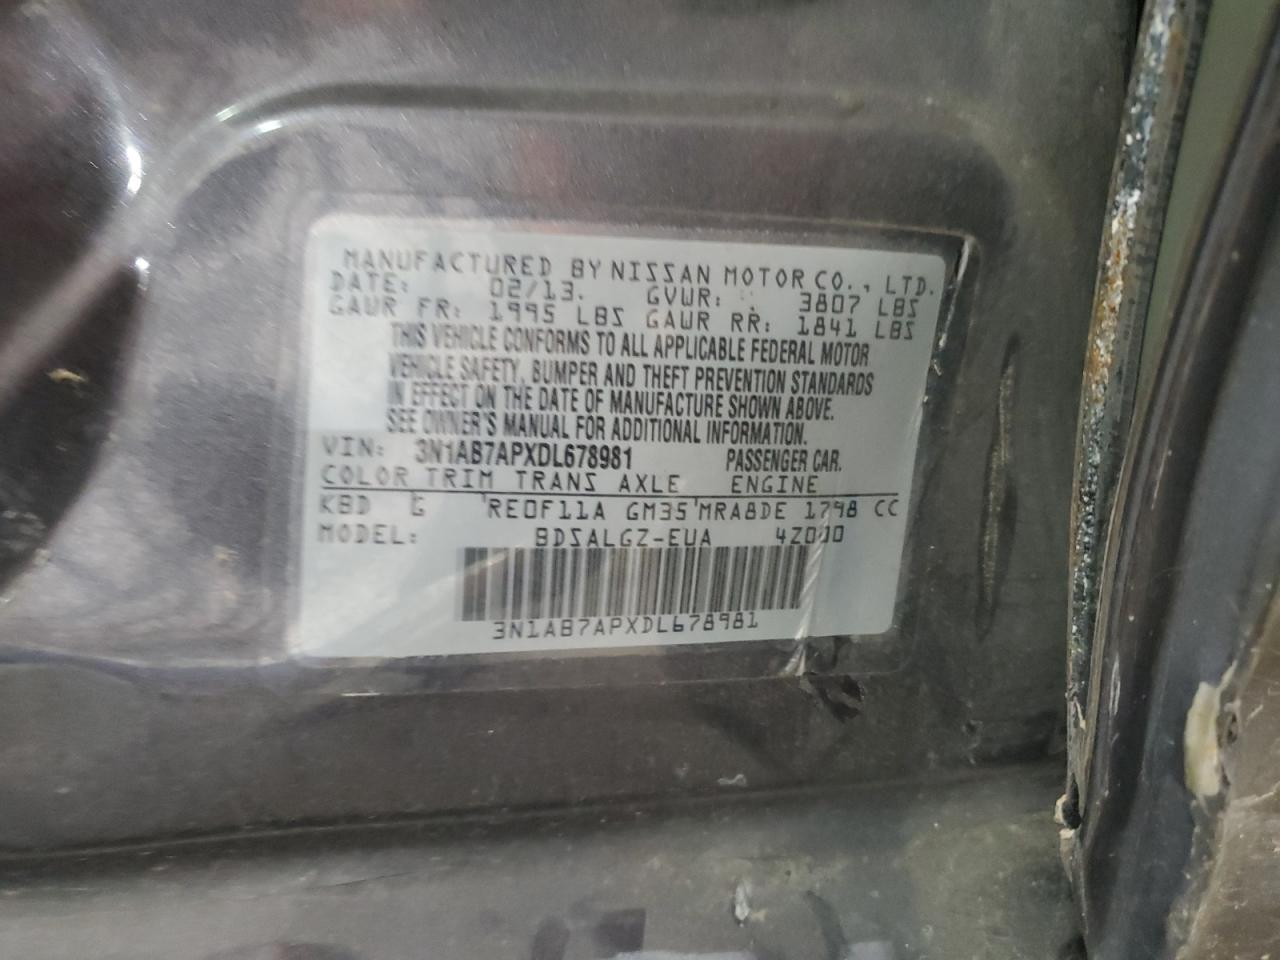 MANUFACTURED BY NISSAN MOTOR CO., LTD.
DATE: 02/13. GVWR: 3807 LBS
GAWR FR: 1995 LBS GAWR RR: 1841 LBS
THIS VEHICLE CONFORMS TO ALL APPLICABLE FEDERAL MOTOR
VEHICLE SAFETY, BUMPER AND THEFT PREVENTION STANDARDS
IN EFFECT ON THE DATE OF MANUFACTURE SHOWN ABOVE.
SEE OWNER'S MANUAL FOR ADDITIONAL INFORMATION.
VIN: 3N1AB7APXDL678981 PASSENGER CAR.
COLOR TRIM TRANS AXLE ENGINE
KBD G 'RE0F11A GM35'MRA8DE 1798 CC
MODEL: BDSALGZ-EUA 4Z000
3N1AB7APXDL678981